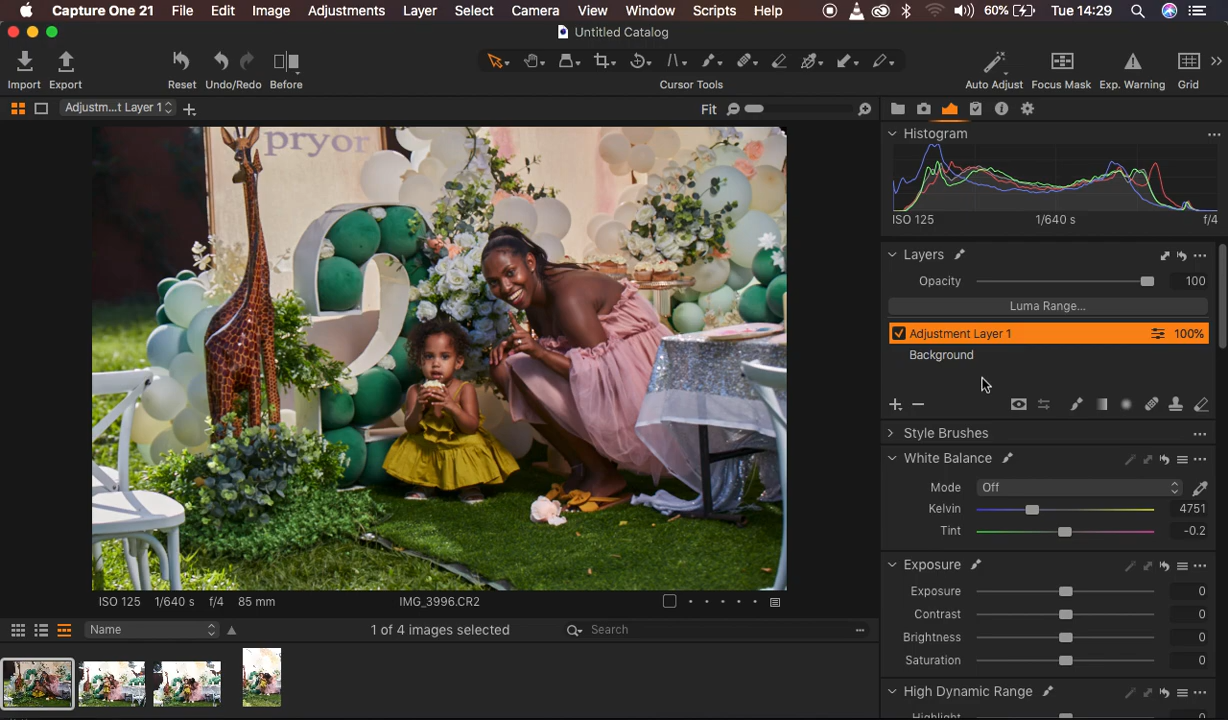 Capture One 21 File Edit Image Adjustments Layer Select Camera View Window Scripts Help 60% Tue 14:29
Untitled Catalog
Import Export Reset Undo/Redo Before Cursor Tools Auto Adjust Focus Mask Exp. Warning Grid
Adjustm...t Layer 1 Fit
Histogram
pryor
ISO 125 1/640 s f/4
Layers
Opacity 100
Luma Range...
Adjustment Layer 1 100%
Background
Style Brushes
White Balance
Mode Off
Kelvin 4751
Tint -0.2
Exposure
Exposure 0
Contrast 0
Brightness 0
Saturation 0
High Dynamic Range
Highlight
ISO 125 1/640 s f/4 85 mm IMG_3996.CR2
Name 1 of 4 images selected Search